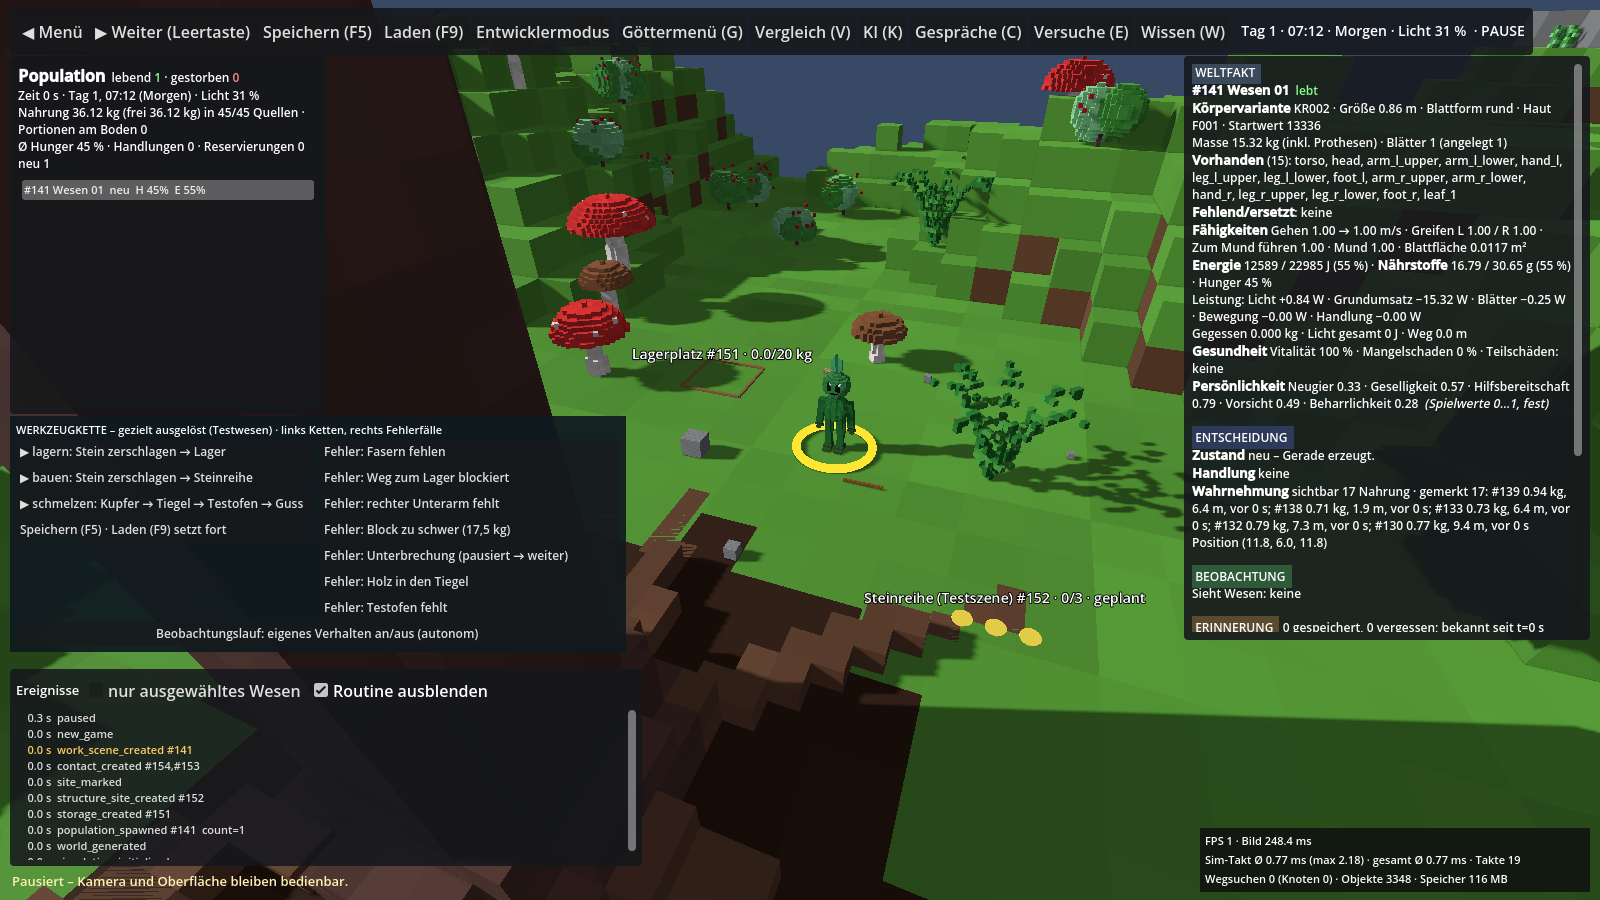 ◀ Menü ▶ Weiter (Leertaste) Speichern (F5) Laden (F9) Entwicklermodus Göttermenü (G) Vergleich (V) KI (K) Gespräche (C) Versuche (E) Wissen (W) Tag 1 · 07:12 · Morgen · Licht 31 % · PAUSE
Population lebend 1 · gestorben 0
Zeit 0 s · Tag 1, 07:12 (Morgen) · Licht 31 %
Nahrung 36.12 kg (frei 36.12 kg) in 45/45 Quellen ·
Portionen am Boden 0
Ø Hunger 45 % · Handlungen 0 · Reservierungen 0
neu 1
#141 Wesen 01 neu H 45% E 55%
Lagerplatz #151 · 0.0/20 kg
Steinreihe (Testszene) #152 · 0/3 · geplant
WERKZEUGKETTE – gezielt ausgelöst (Testwesen) · links Ketten, rechts Fehlerfälle
▶ lagern: Stein zerschlagen → Lager
▶ bauen: Stein zerschlagen → Steinreihe
▶ schmelzen: Kupfer → Tiegel → Testofen → Guss
Speichern (F5) · Laden (F9) setzt fort
Fehler: Fasern fehlen
Fehler: Weg zum Lager blockiert
Fehler: rechter Unterarm fehlt
Fehler: Block zu schwer (17,5 kg)
Fehler: Unterbrechung (pausiert → weiter)
Fehler: Holz in den Tiegel
Fehler: Testofen fehlt
Beobachtungslauf: eigenes Verhalten an/aus (autonom)
Ereignisse nur ausgewähltes Wesen Routine ausblenden
0.3 s paused
0.0 s new_game
0.0 s work_scene_created #141
0.0 s contact_created #154,#153
0.0 s site_marked
0.0 s structure_site_created #152
0.0 s storage_created #151
0.0 s population_spawned #141 count=1
0.0 s world_generated
Pausiert – Kamera und Oberfläche bleiben bedienbar.
WELTFAKT
#141 Wesen 01 lebt
Körpervariante KR002 · Größe 0.86 m · Blattform rund · Haut
F001 · Startwert 13336
Masse 15.32 kg (inkl. Prothesen) · Blätter 1 (angelegt 1)
Vorhanden (15): torso, head, arm_l_upper, arm_l_lower, hand_l,
leg_l_upper, leg_l_lower, foot_l, arm_r_upper, arm_r_lower,
hand_r, leg_r_upper, leg_r_lower, foot_r, leaf_1
Fehlend/ersetzt: keine
Fähigkeiten Gehen 1.00 → 1.00 m/s · Greifen L 1.00 / R 1.00 ·
Zum Mund führen 1.00 · Mund 1.00 · Blattfläche 0.0117 m²
Energie 12589 / 22985 J (55 %) · Nährstoffe 16.79 / 30.65 g (55 %)
· Hunger 45 %
Leistung: Licht +0.84 W · Grundumsatz −15.32 W · Blätter −0.25 W
· Bewegung −0.00 W · Handlung −0.00 W
Gegessen 0.000 kg · Licht gesamt 0 J · Weg 0.0 m
Gesundheit Vitalität 100 % · Mangelschaden 0 % · Teilschäden:
keine
Persönlichkeit Neugier 0.33 · Geselligkeit 0.57 · Hilfsbereitschaft
0.79 · Vorsicht 0.49 · Beharrlichkeit 0.28 (Spielwerte 0…1, fest)
ENTSCHEIDUNG
Zustand neu – Gerade erzeugt.
Handlung keine
Wahrnehmung sichtbar 17 Nahrung · gemerkt 17: #139 0.94 kg,
6.4 m, vor 0 s; #138 0.71 kg, 1.9 m, vor 0 s; #133 0.73 kg, 6.4 m, vor
0 s; #132 0.79 kg, 7.3 m, vor 0 s; #130 0.77 kg, 9.4 m, vor 0 s
Position (11.8, 6.0, 11.8)
BEOBACHTUNG
Sieht Wesen: keine
ERINNERUNG 0 gespeichert, 0 vergessen; bekannt seit t=0 s
FPS 1 · Bild 248.4 ms
Sim-Takt Ø 0.77 ms (max 2.18) · gesamt Ø 0.77 ms · Takte 19
Wegsuchen 0 (Knoten 0) · Objekte 3348 · Speicher 116 MB